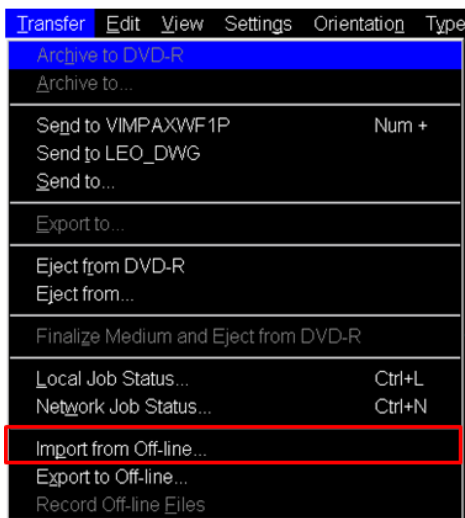 Transfer Edit View Settings Orientation Type
Archive to DVD-R
Archive to...
Send to VIMPAXWF1P Num +
Send to LEO_DWG
Send to...
Export to...
Eject from DVD-R
Eject from...
Finalize Medium and Eject from DVD-R
Local Job Status... Ctrl+L
Network Job Status... Ctrl+N
Import from Off-line...
Export to Off-line...
Record Off-line Files